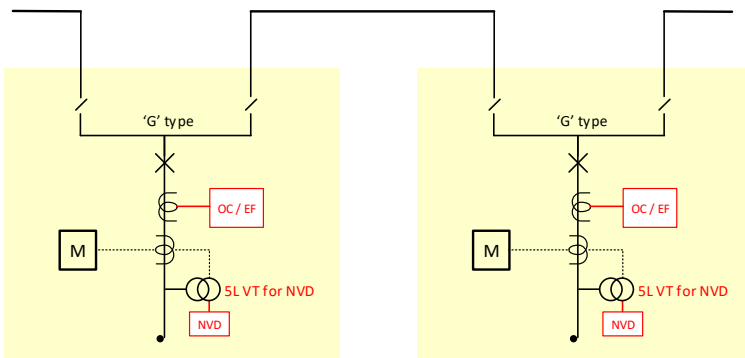 ‘G’ type
‘G’ type
OC / EF
OC / EF
M
M
5L VT for NVD
5L VT for NVD
NVD
NVD